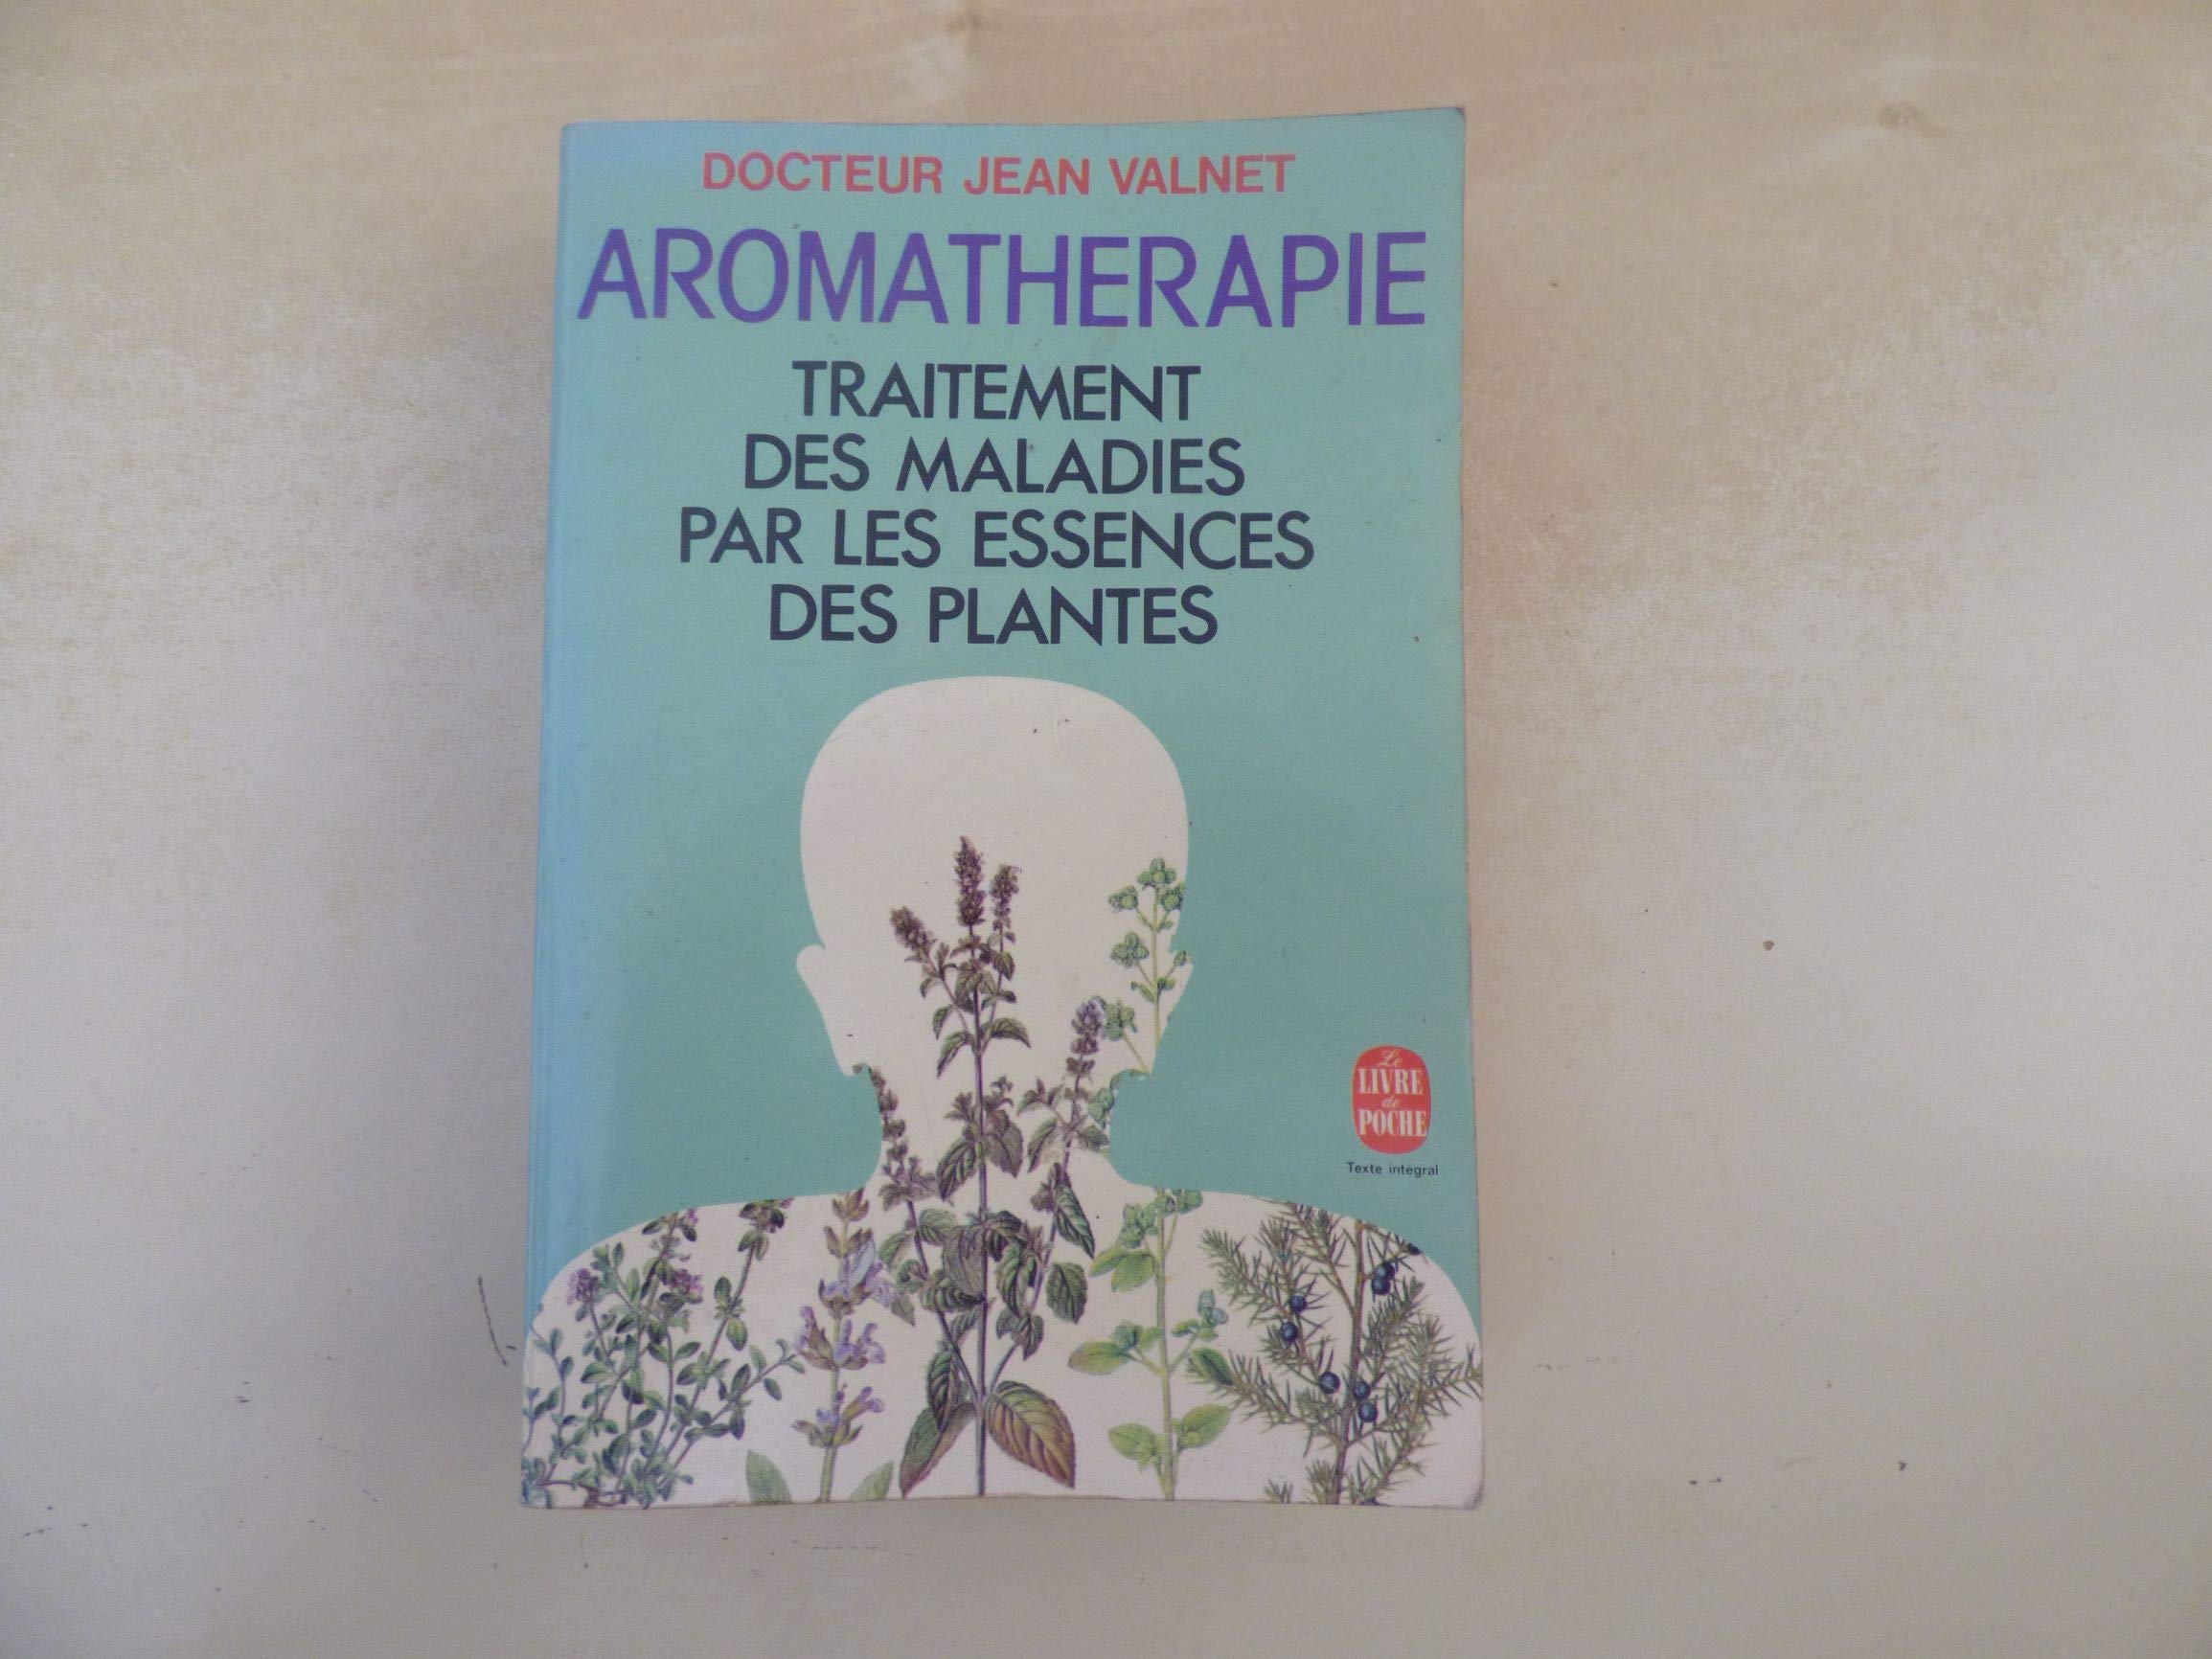 DOCTEUR JEAN VALNET
AROMATHERAPIE
TRAITEMENT
DES MALADIES
PAR LES ESSENCES
DES PLANTES
Le
LIVRE
de
POCHE
Texte intégral